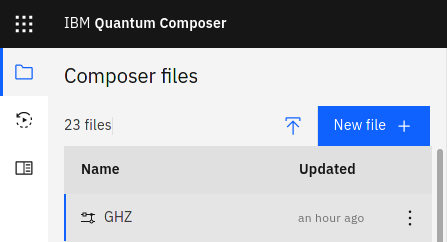 IBM Quantum Composer
Composer files
23 files
New file
Name Updated
GHZ an hour ago